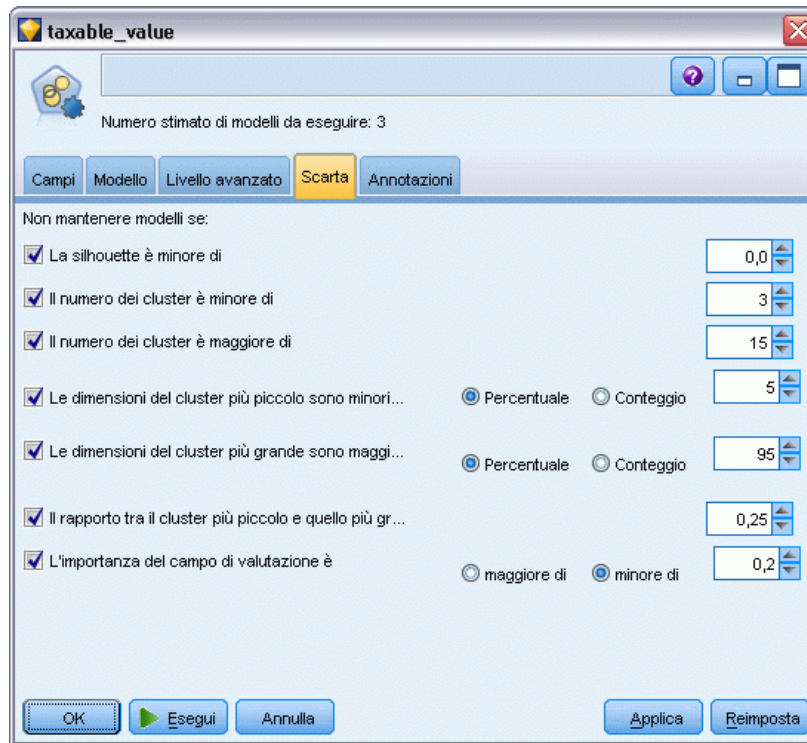 taxable_value
Numero stimato di modelli da eseguire: 3
Campi Modello Livello avanzato Scarta Annotazioni
Non mantenere modelli se:
La silhouette è minore di 0,0
Il numero dei cluster è minore di 3
Il numero dei cluster è maggiore di 15
Le dimensioni del cluster più piccolo sono minori... Percentuale Conteggio 5
Le dimensioni del cluster più grande sono maggi... Percentuale Conteggio 95
Il rapporto tra il cluster più piccolo e quello più gr... 0,25
L'importanza del campo di valutazione è maggiore di minore di 0,2
OK Esegui Annulla Applica Reimposta